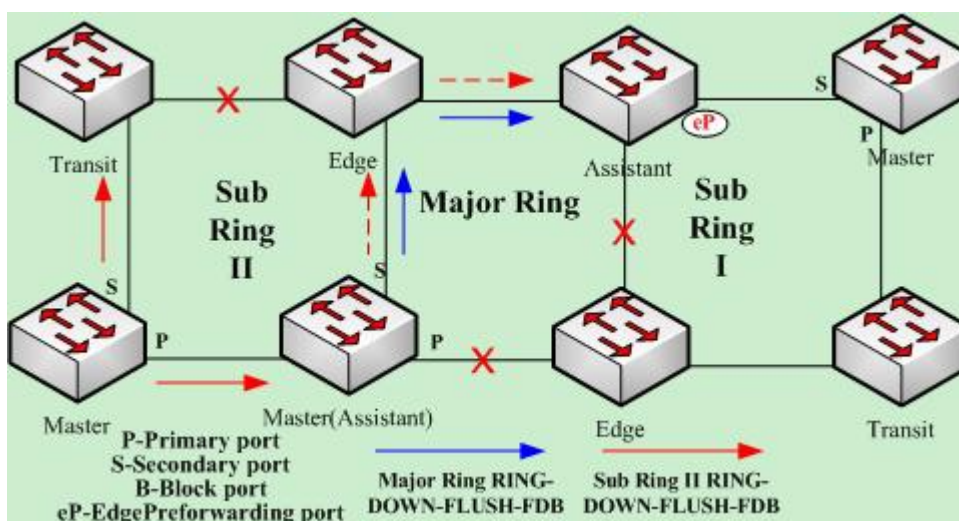 S
P
eP
Transit
Edge
Assistant
Master
Sub
Ring
II
Major Ring
Sub
Ring
I
S
S
P
P
Master
Master(Assistant)
Edge
Transit
P-Primary port
S-Secondary port
B-Block port
eP-EdgePreforwarding port
Major Ring RING-
DOWN-FLUSH-FDB
Sub Ring II RING-
DOWN-FLUSH-FDB